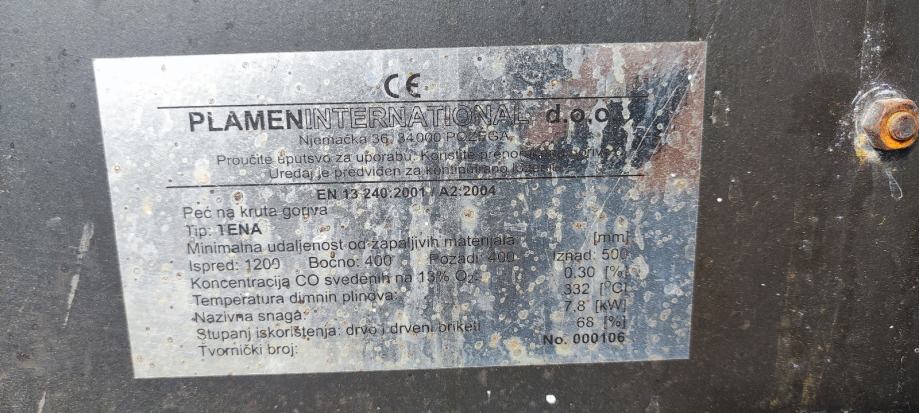 CE
PLAMENINTERNATIONAL d.o.o.
Njemačka 36, 34000 POŽEGA
Proučite uputsvo za uporabu. Koristite
Uređaj je predviđen za
EN 13 240:2001 / A2:2004
Peć na kruta goriva
Tip: TENA
Minimalna udaljenost od zapaljivih materijala [mm]
Ispred: 1200 Bočno: 400 Pozadi: 400 Iznad: 500
Koncentracija CO svedenih na 13% O2: 0.30 [%]
Temperatura dimnih plinova: 332 [°C]
Nazivna snaga: 7,8 [kW]
Stupanj iskorištenja: drvo i drveni briketi 68 [%]
Tvornički broj: No. 000106